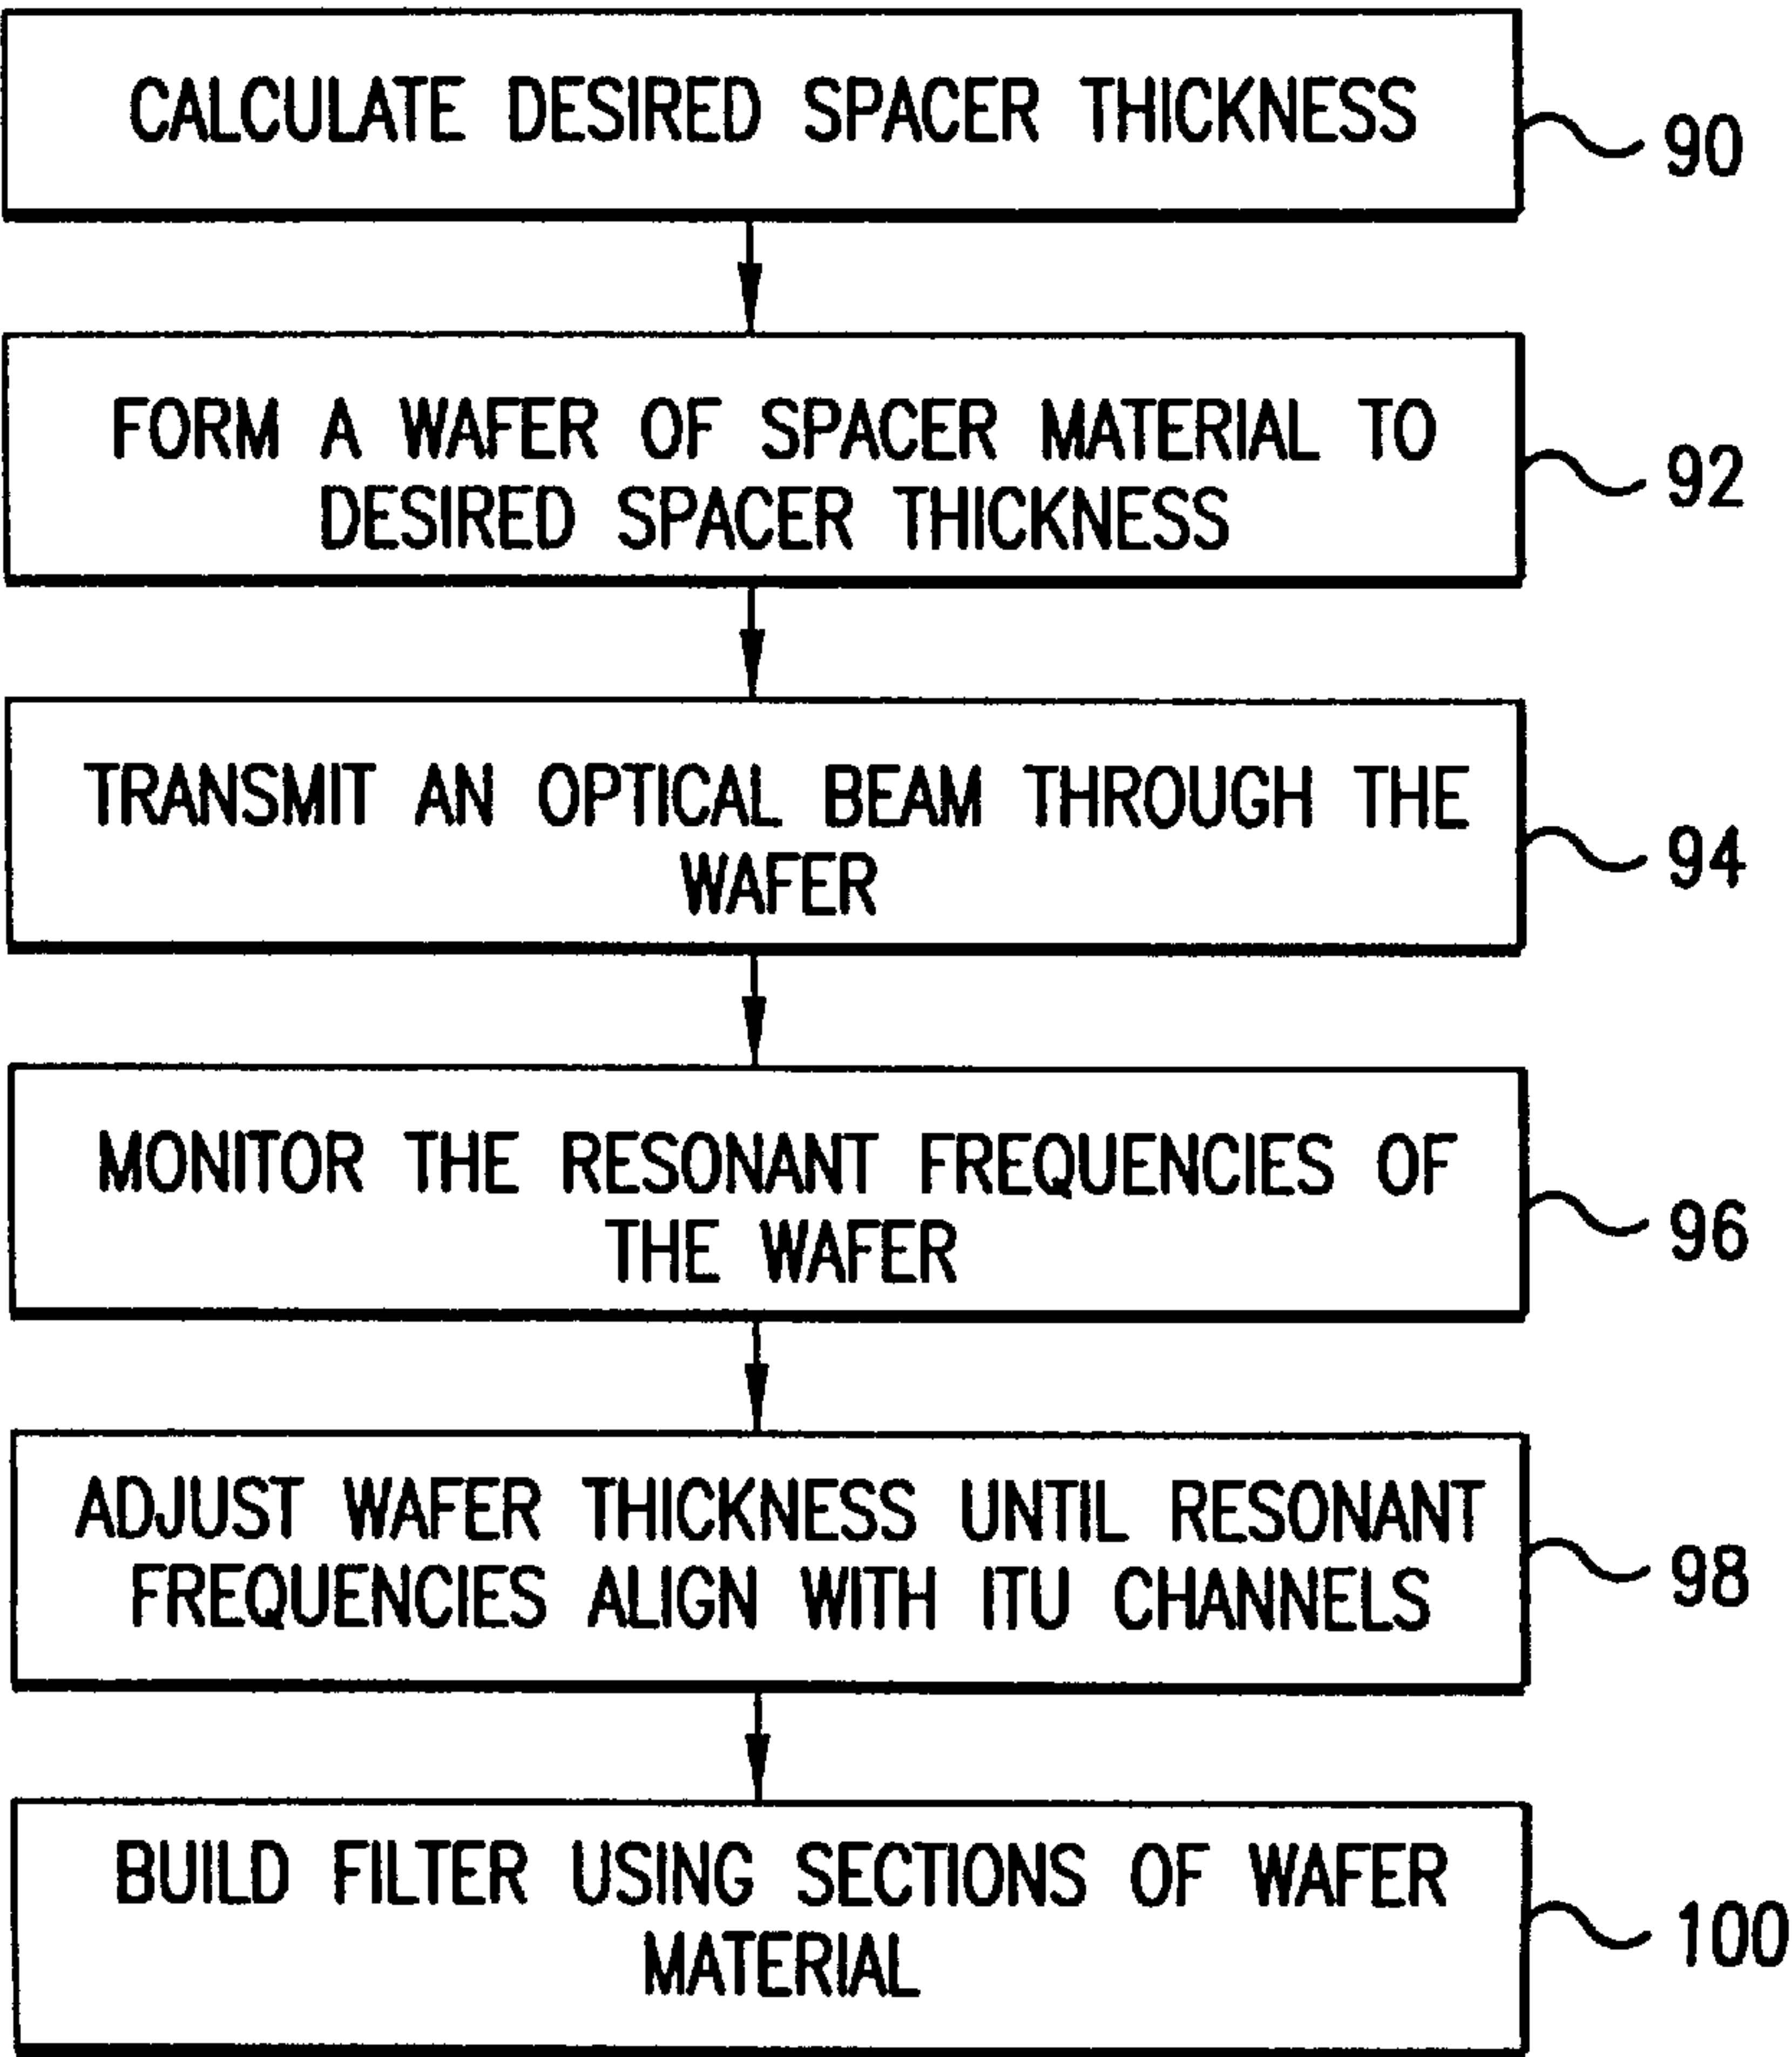 CALCULATE DESIRED SPACER THICKNESS
90
FORM A WAFER OF SPACER MATERIAL TO
DESIRED SPACER THICKNESS
92
TRANSMIT AN OPTICAL BEAM THROUGH THE
WAFER
94
MONITOR THE RESONANT FREQUENCIES OF
THE WAFER
96
ADJUST WAFER THICKNESS UNTIL RESONANT
FREQUENCIES ALIGN WITH ITU CHANNELS
98
BUILD FILTER USING SECTIONS OF WAFER
MATERIAL
100